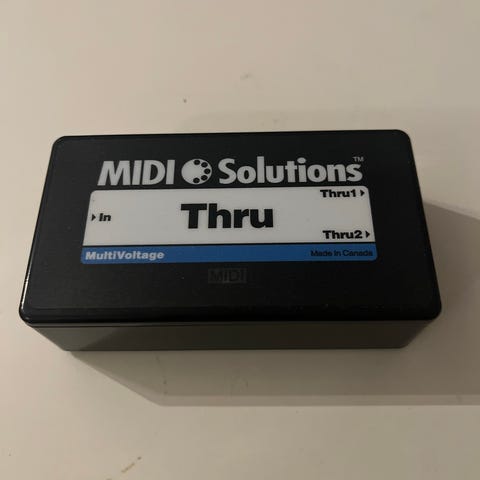 MIDI Solutions™
Thru1
In
Thru
Thru2
MultiVoltage
Made In Canada
MIDI